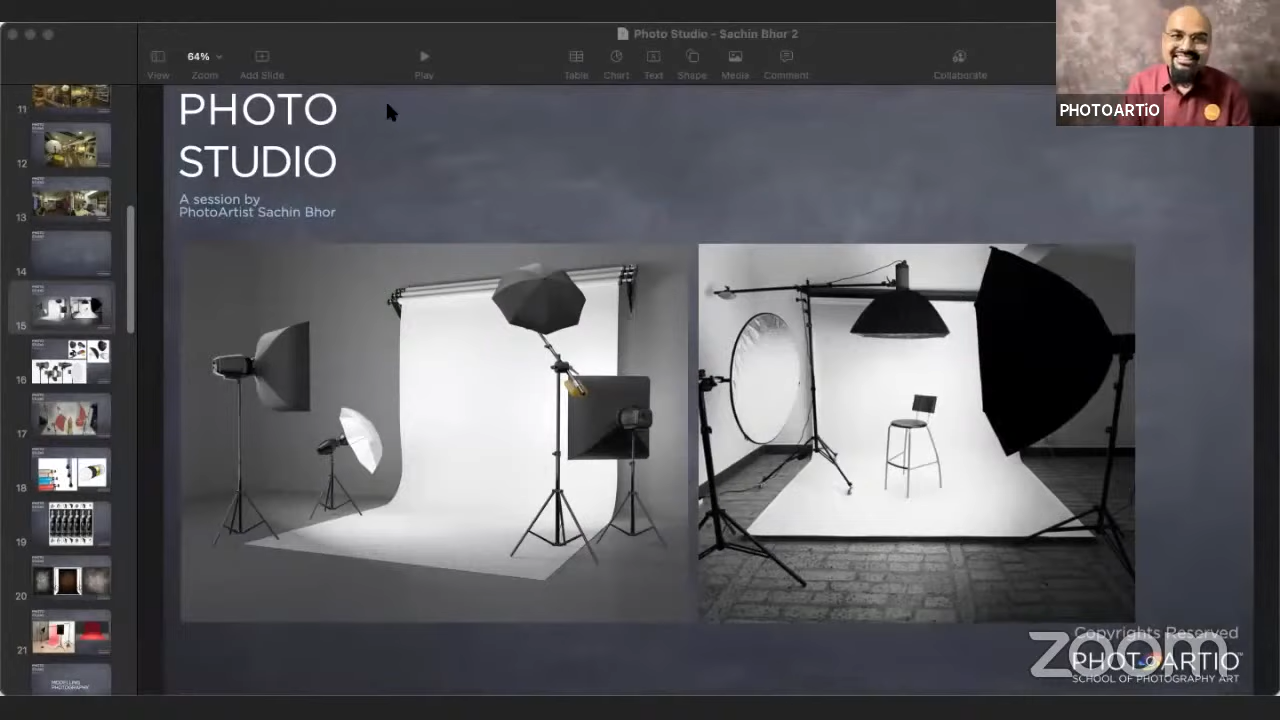 Photo Studio - Sachin Bhor 2
64%
View
Zoom
Add Slide
Play
Table
Chart
Text
Shape
Media
Comment
Collaborate
PHOTOARTiO
11
12
13
14
15
16
17
18
19
20
21
MODELLING
PHOTOGRAPHY
PHOTO
STUDIO
A session by
PhotoArtist Sachin Bhor
Copyrights Reserved
zoom
PHOTOARTIO
SCHOOL OF PHOTOGRAPHY ART